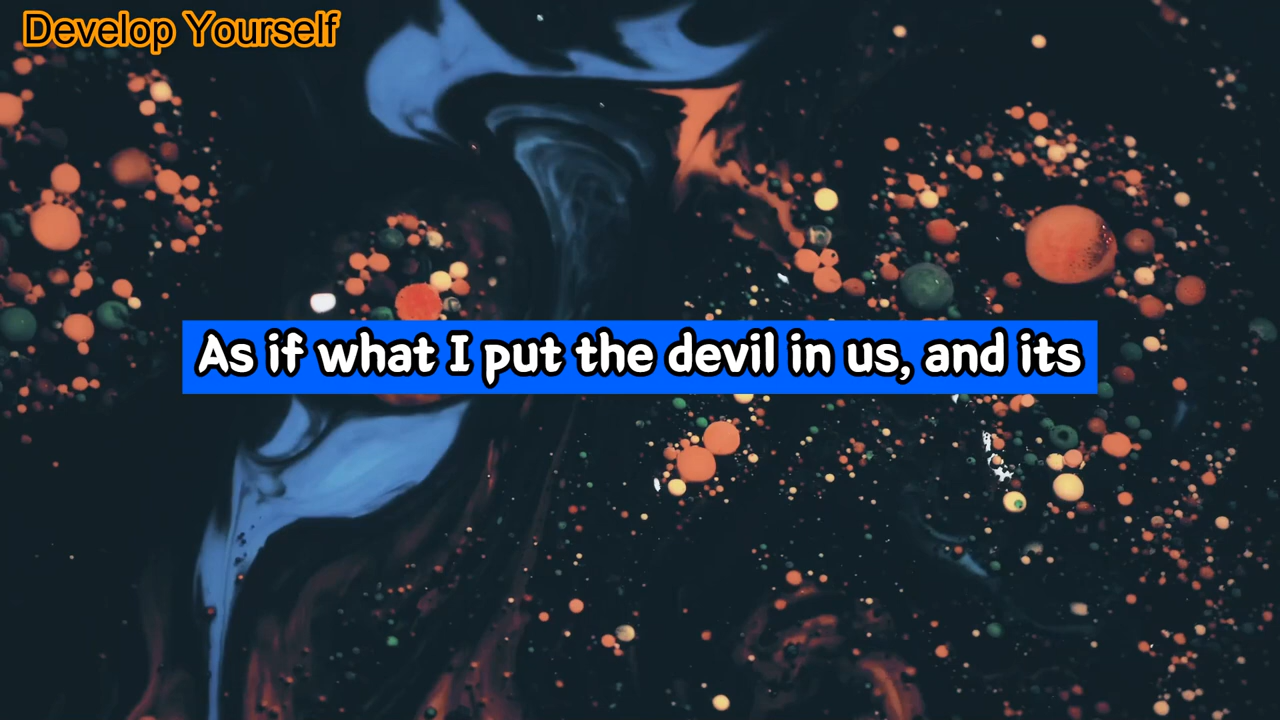 Develop Yourself
As if what I put the devil in us, and its